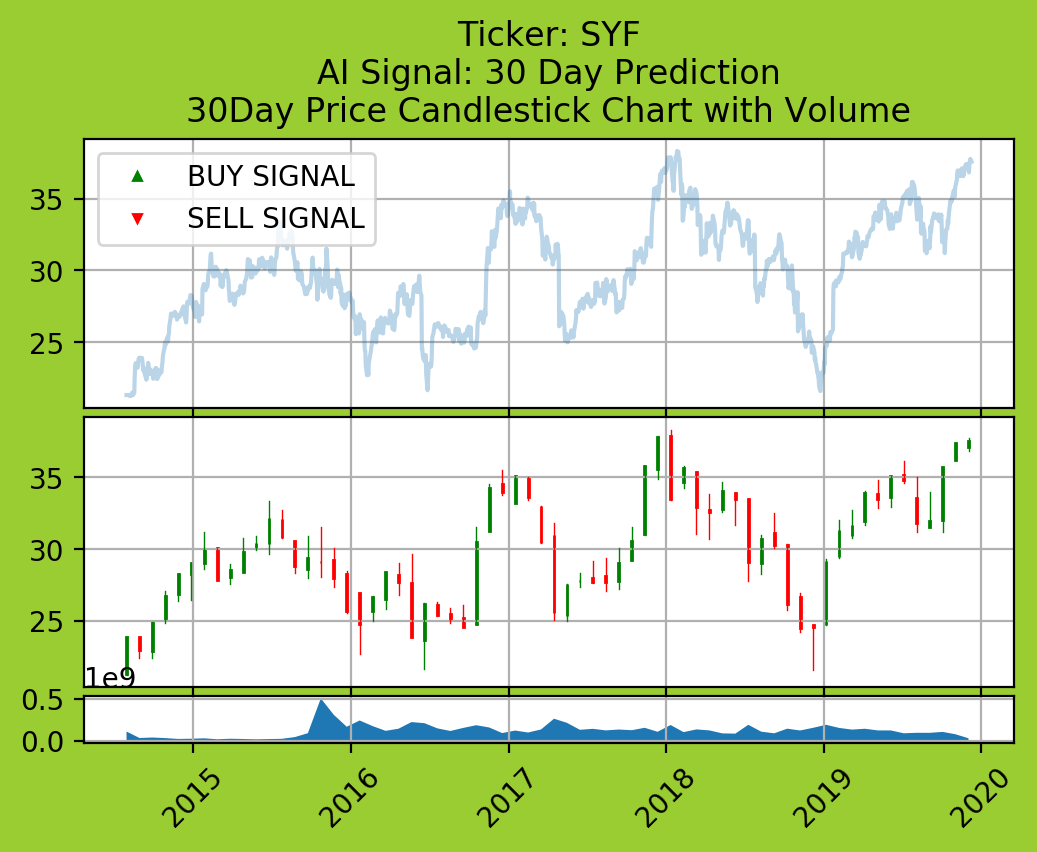 Ticker: SYF
AI Signal: 30 Day Prediction
30Day Price Candlestick Chart with Volume
BUY SIGNAL
SELL SIGNAL
35
30
25
35
30
25
1e9
0.5
0.0
2015
2016
2017
2018
2019
2020